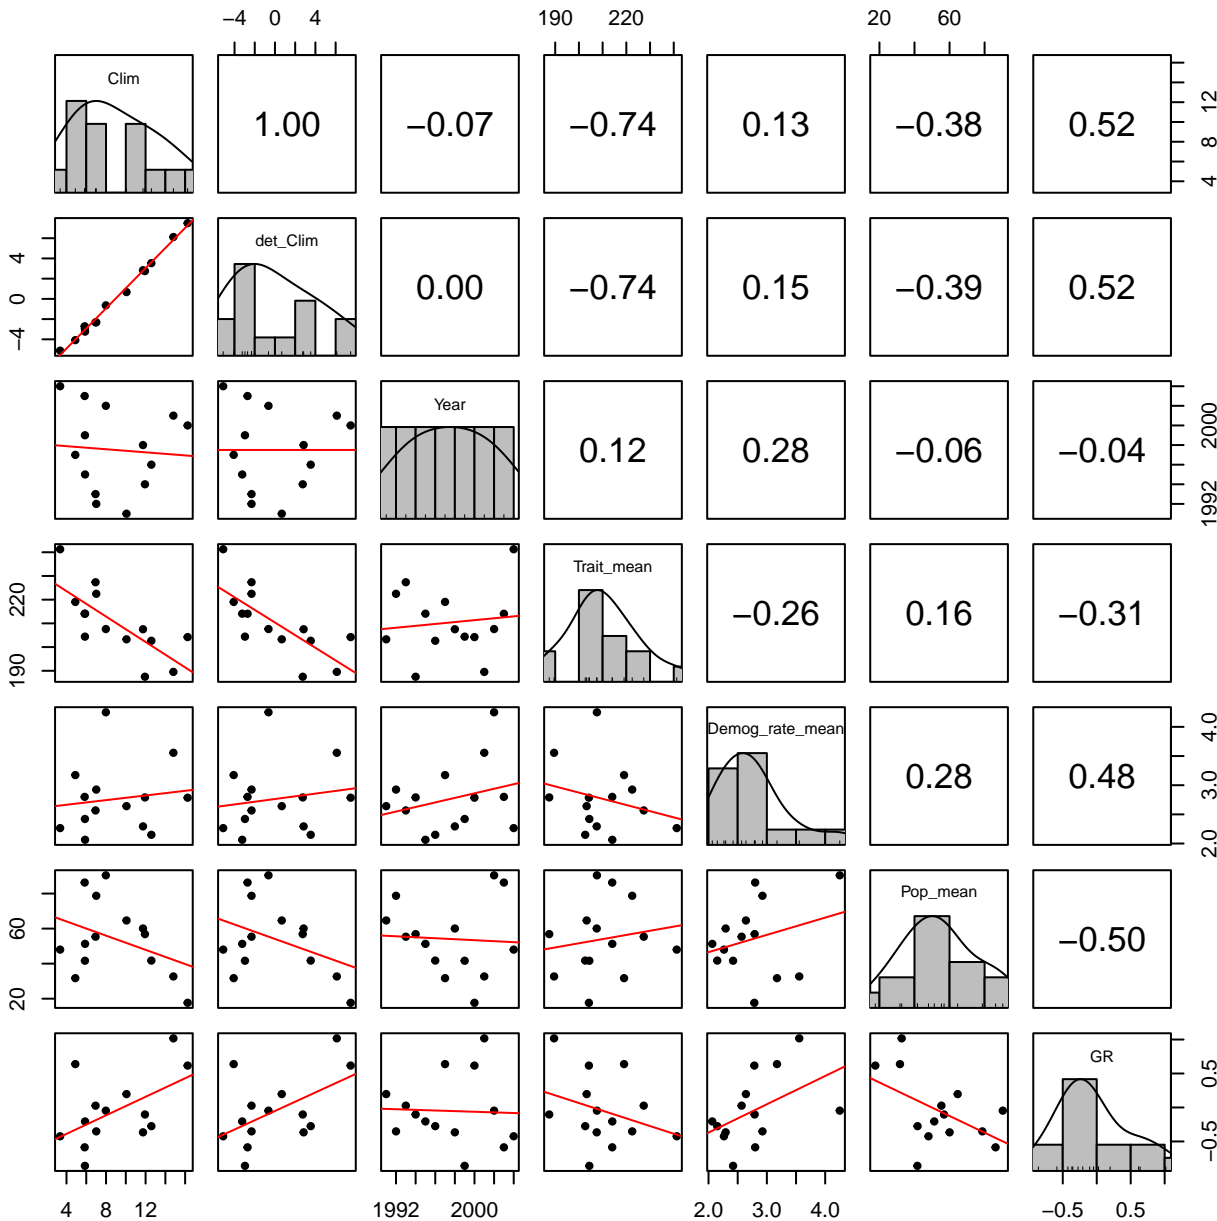 −4 0 4 190 220 20 60
Clim 1.00 −0.07 −0.74 0.13 −0.38 0.52 4 8 12
−4 0 4 det_Clim 0.00 −0.74 0.15 −0.39 0.52
Year 0.12 0.28 −0.06 −0.04 1992 2000
190 220 Trait_mean −0.26 0.16 −0.31
Demog_rate_mean 0.28 0.48 2.0 3.0 4.0
20 60 Pop_mean −0.50
GR −0.5 0.5
4 8 12 1992 2000 2.0 3.0 4.0 −0.5 0.5